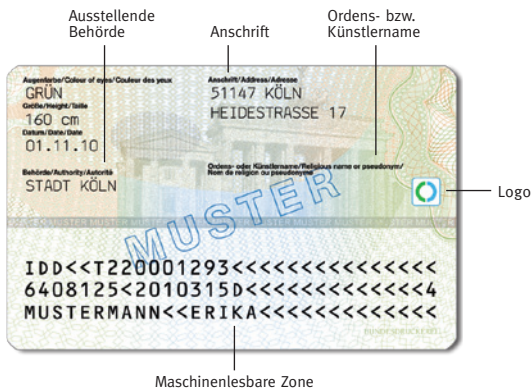 Ausstellende
Behörde
Anschrift
Ordens- bzw.
Künstlername
Augenfarbe/Colour of eyes/Couleur des yeux
GRÜN
Größe/Height/Taille
160 cm
Datum/Date/Date
01.11.10
Behörde/Authority/Autorité
STADT KÖLN
Anschrift/Address/Adresse
51147 KÖLN
HEIDESTRASSE 17
Ordens- oder Künstlername/Religious name or pseudonym/
Nom de religion ou pseudonyme
Logo
MUSTER
IDD<<T220001293<<<<<<<<<<<<<<<
6408125<2010315D<<<<<<<<<<<<<4
MUSTERMANN<<ERIKA<<<<<<<<<<<<<
BUNDESDRUCKEREI
Maschinenlesbare Zone